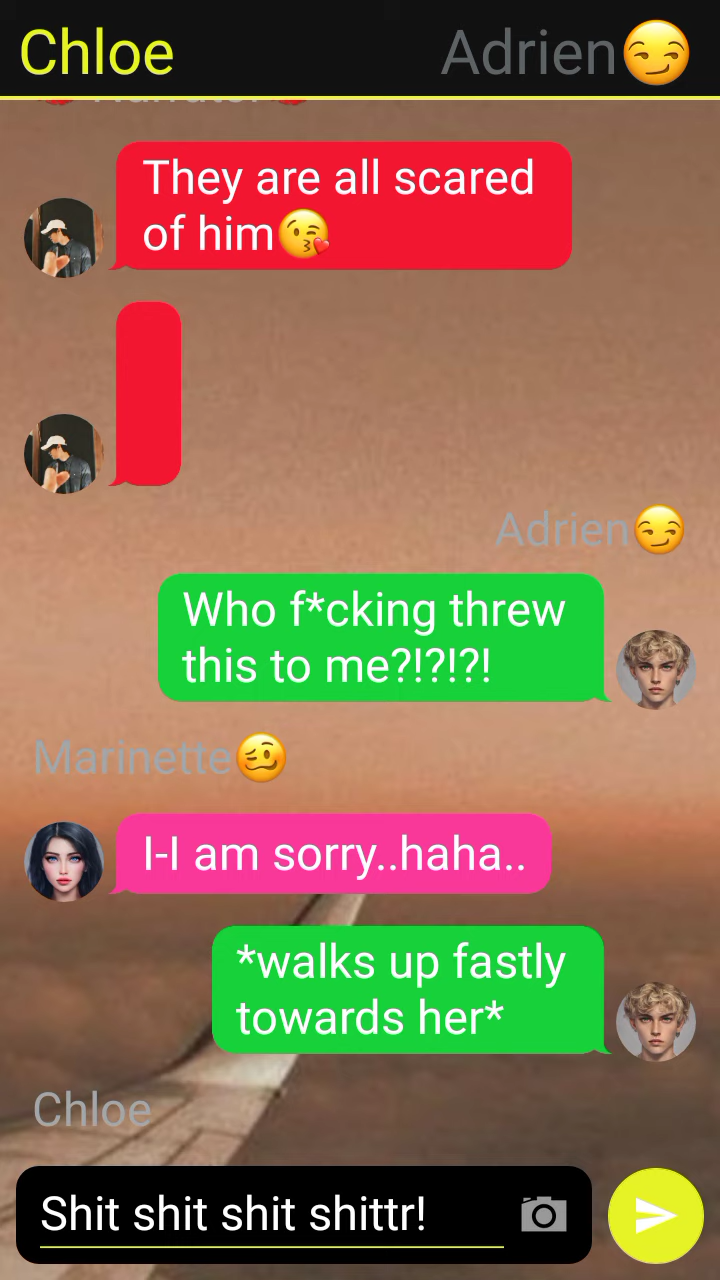 Chloe
Adrien😏
They are all scared
of him😘
Adrien😏
Who f*cking threw
this to me?!?!?!
Marinette🥴
I-I am sorry..haha..
*walks up fastly
towards her*
Chloe
Shit shit shit shittr!